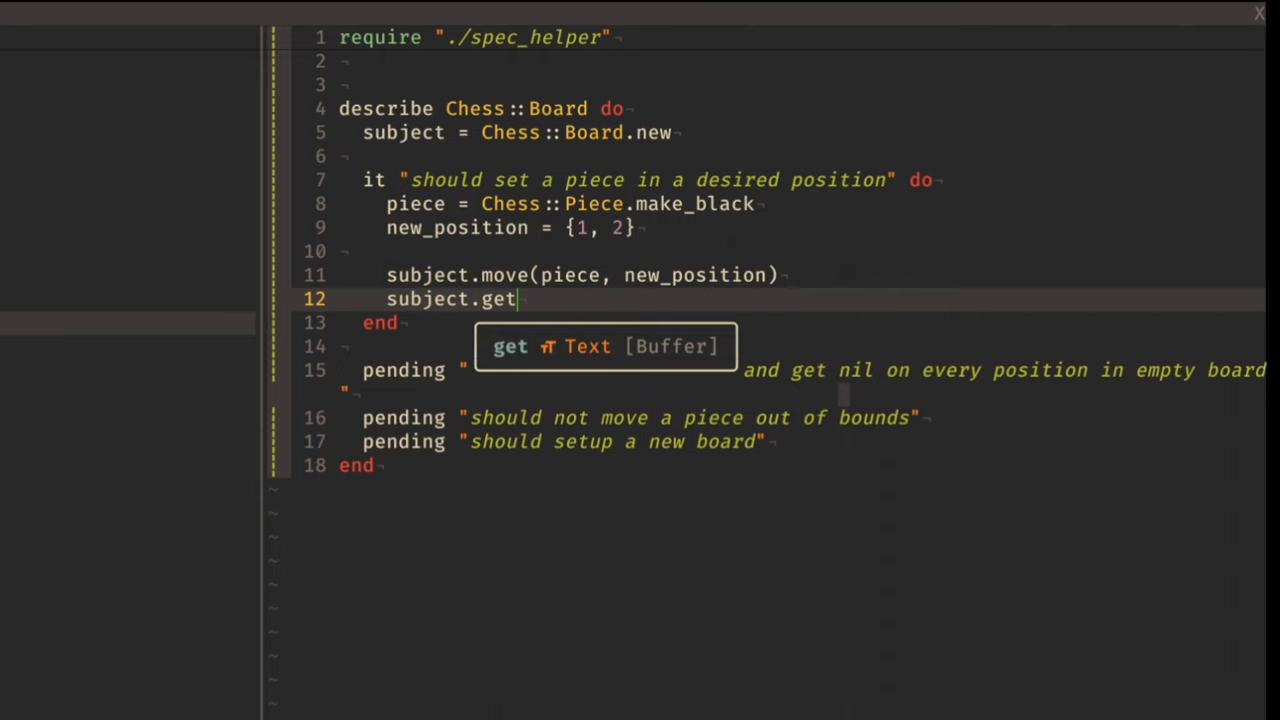 X
1 require "./spec_helper"¬
2 ¬
3 ¬
4 describe Chess::Board do¬
5 subject = Chess::Board.new¬
6 ¬
7 it "should set a piece in a desired position" do¬
8 piece = Chess::Piece.make_black¬
9 new_position = {1, 2}¬
10 ¬
11 subject.move(piece, new_position)¬
12 subject.get¬
13 end¬
get Text [Buffer]
14 ¬
15 pending " and get nil on every position in empty board
"¬
16 pending "should not move a piece out of bounds"¬
17 pending "should setup a new board"¬
18 end¬
~
~
~
~
~
~
~
~
~
~